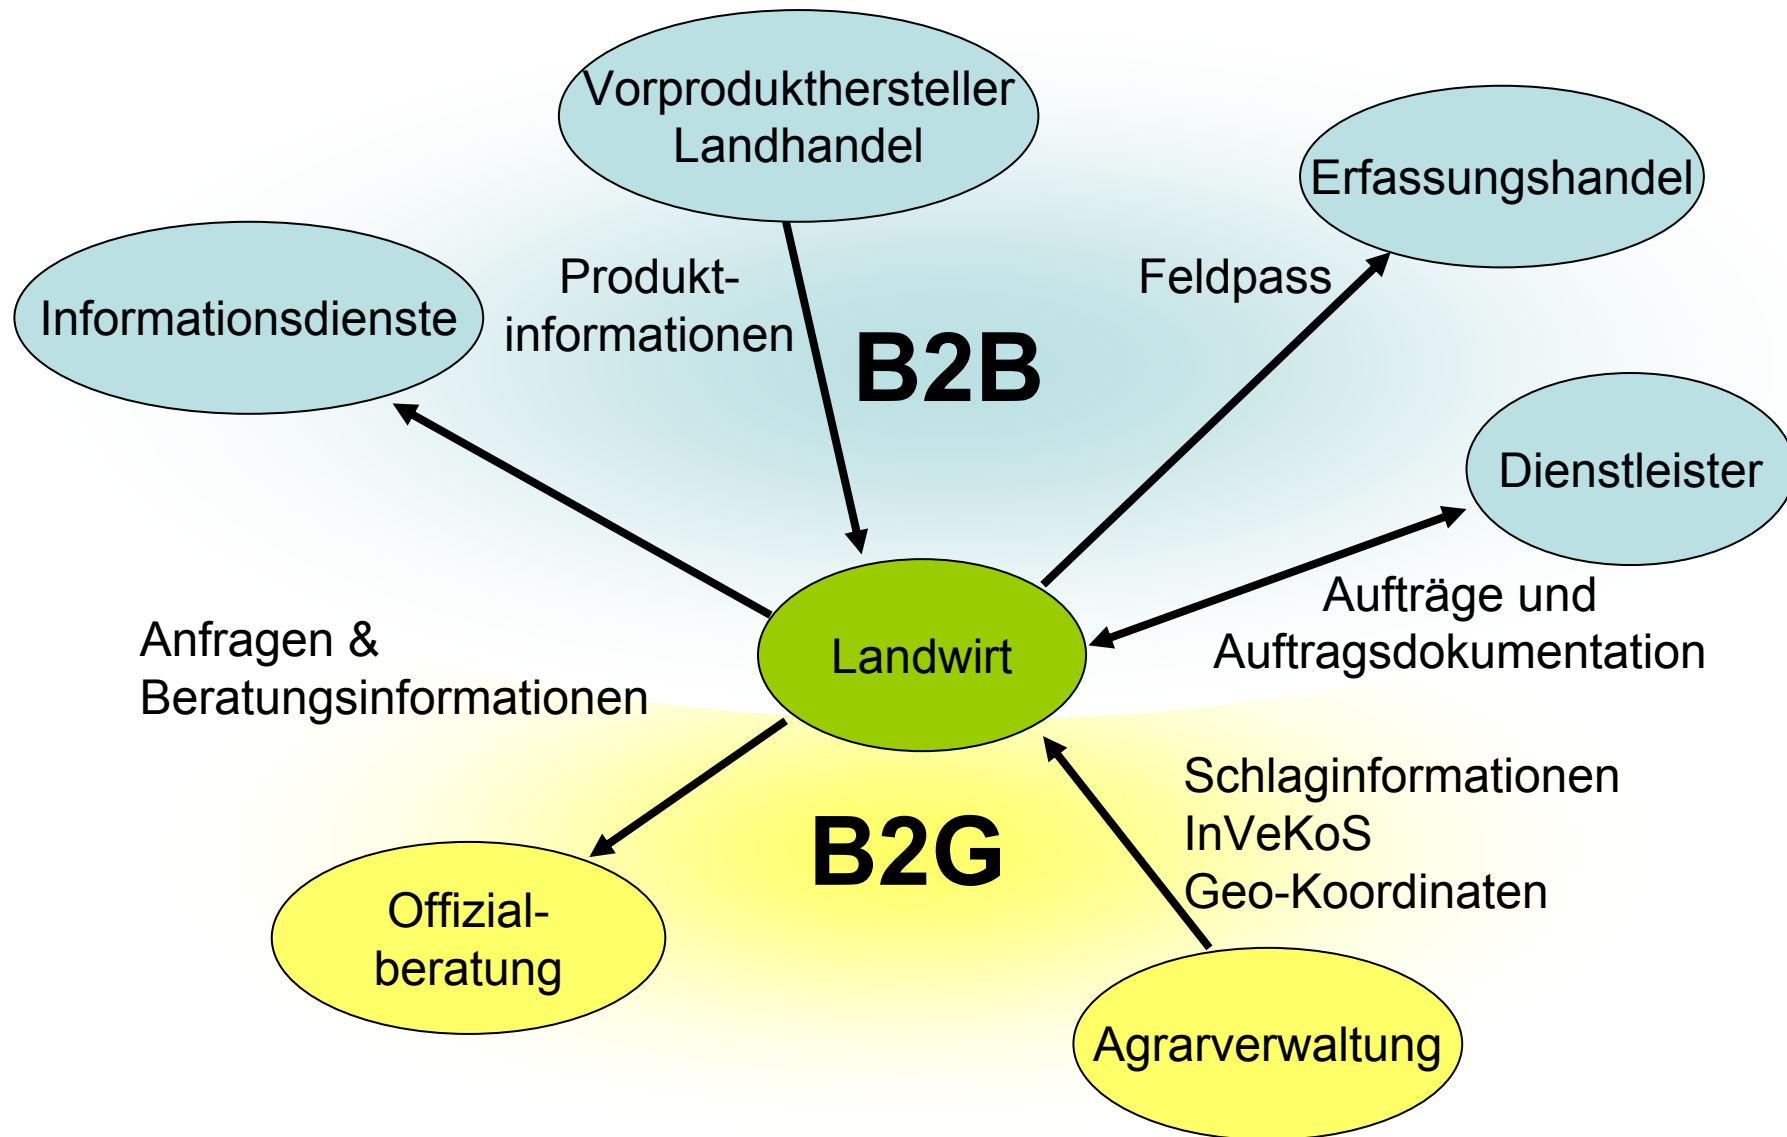 Vorprodukthersteller
Landhandel
Erfassungshandel
Informationsdienste
Produkt-
informationen
Feldpass
B2B
Dienstleister
Aufträge und
Auftragsdokumentation
Anfragen &
Beratungsinformationen
Landwirt
Schlaginformationen
InVeKoS
Geo-Koordinaten
B2G
Offizial-
beratung
Agrarverwaltung